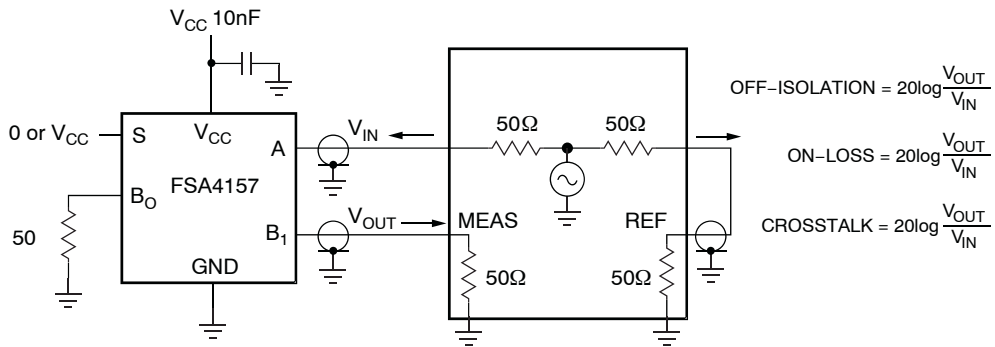 V_CC 10nF
0 or V_CC
S
V_CC
A
FSA4157
B_O
B_1
GND
50
V_IN
V_OUT
50Ω
50Ω
MEAS
REF
50Ω
50Ω
OFF−ISOLATION = 20log V_OUT / V_IN
ON−LOSS = 20log V_OUT / V_IN
CROSSTALK = 20log V_OUT / V_IN